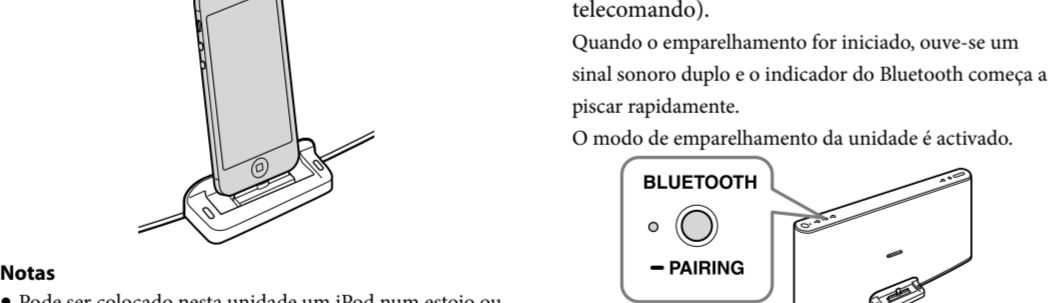 Notas
• Pode ser colocado nesta unidade um iPod num estojo ou
telecomando).
Quando o emparelhamento for iniciado, ouve-se um
sinal sonoro duplo e o indicador do Bluetooth começa a
piscar rapidamente.
O modo de emparelhamento da unidade é activado.
BLUETOOTH
– PAIRING